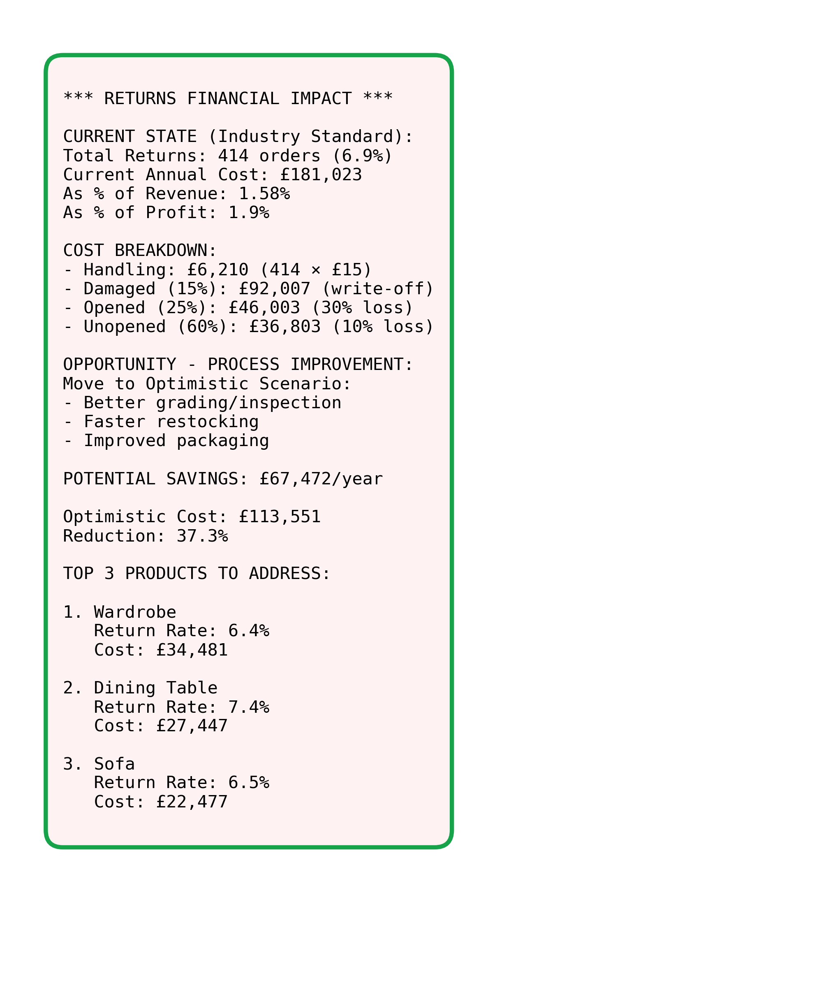 *** RETURNS FINANCIAL IMPACT ***
CURRENT STATE (Industry Standard):
Total Returns: 414 orders (6.9%)
Current Annual Cost: £181,023
As % of Revenue: 1.58%
As % of Profit: 1.9%
COST BREAKDOWN:
- Handling: £6,210 (414 × £15)
- Damaged (15%): £92,007 (write-off)
- Opened (25%): £46,003 (30% loss)
- Unopened (60%): £36,803 (10% loss)
OPPORTUNITY - PROCESS IMPROVEMENT:
Move to Optimistic Scenario:
- Better grading/inspection
- Faster restocking
- Improved packaging
POTENTIAL SAVINGS: £67,472/year
Optimistic Cost: £113,551
Reduction: 37.3%
TOP 3 PRODUCTS TO ADDRESS:
1. Wardrobe
Return Rate: 6.4%
Cost: £34,481
2. Dining Table
Return Rate: 7.4%
Cost: £27,447
3. Sofa
Return Rate: 6.5%
Cost: £22,477